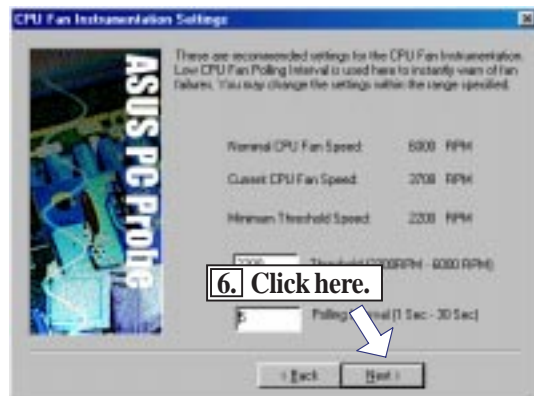 CPU Fan Instrumentation Settings
ASUS PC Probe
These are recommended settings for the CPU Fan Instrumentation.
Low CPU Fan Polling Interval is used here to instantly warn of fan
failures. You may change the settings within the range specified.
Nominal CPU Fan Speed: 6000 RPM
Current CPU Fan Speed: 3708 RPM
Minimum Threshold Speed: 2200 RPM
2200 Threshold (2200RPM - 6000 RPM)
6. Click here.
5 Polling (1 Sec - 30 Sec)
< Back Next >